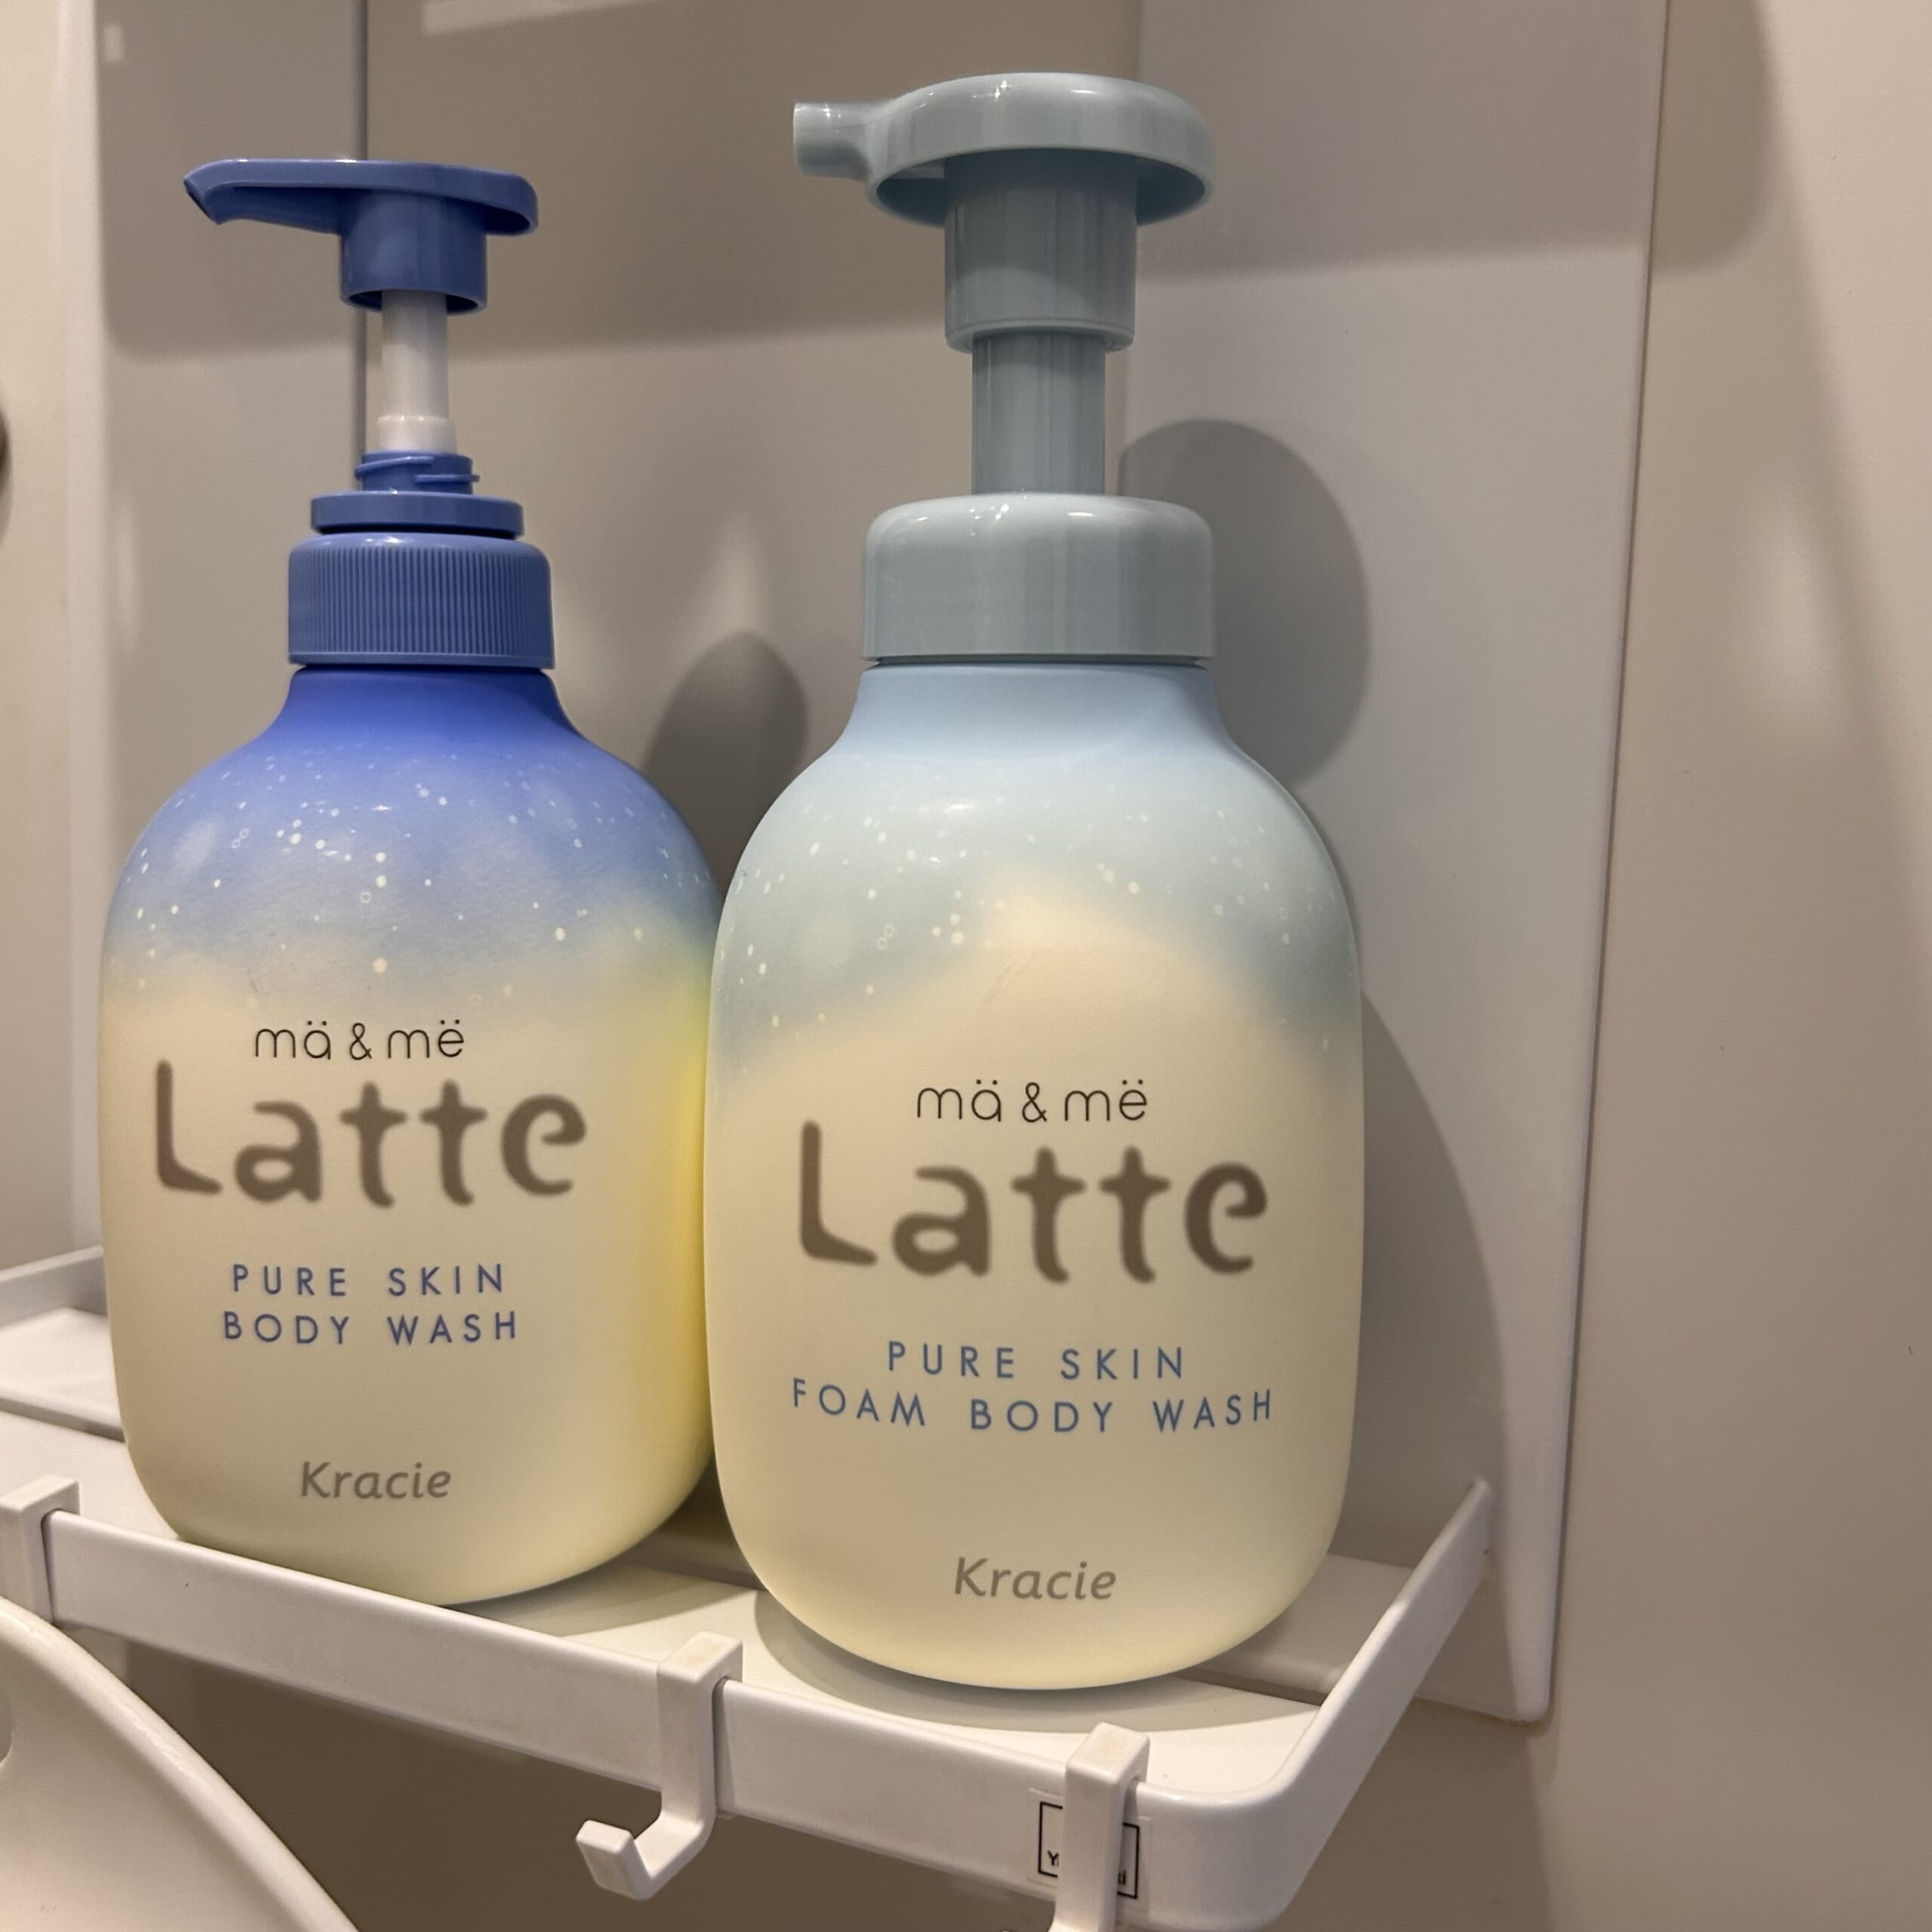 mä & më
Latte
PURE SKIN
BODY WASH
Kracie
mä & më
Latte
PURE SKIN
FOAM BODY WASH
Kracie